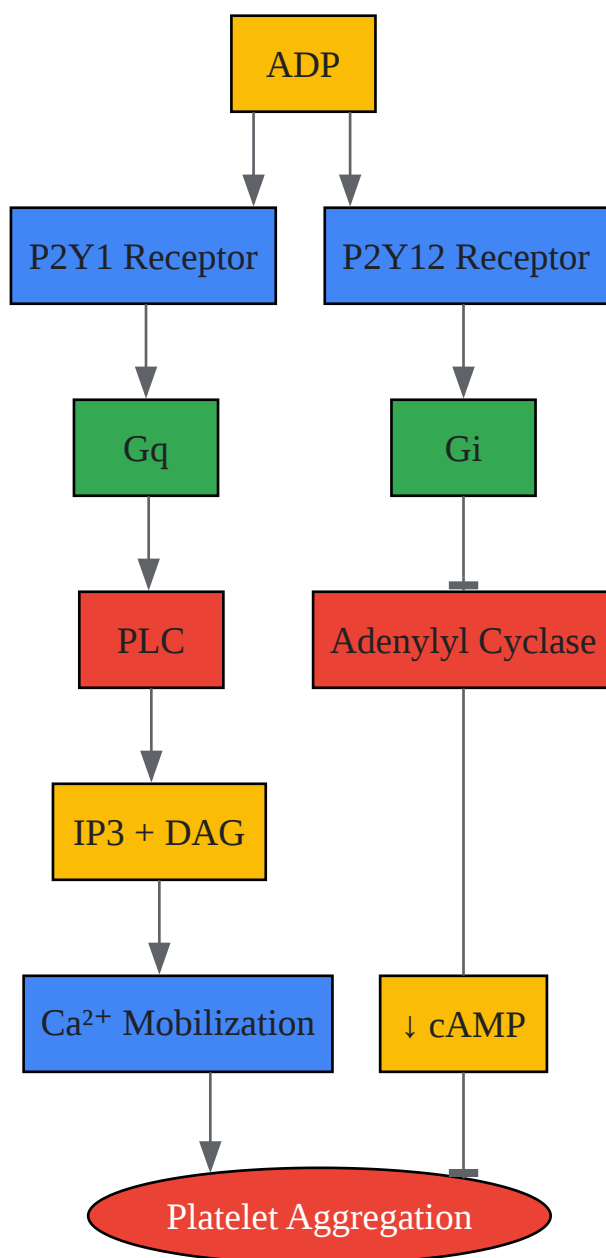 ADP
P2Y1 Receptor
P2Y12 Receptor
Gq
Gi
PLC
Adenylyl Cyclase
IP3 + DAG
Ca²⁺ Mobilization
↓ cAMP
Platelet Aggregation